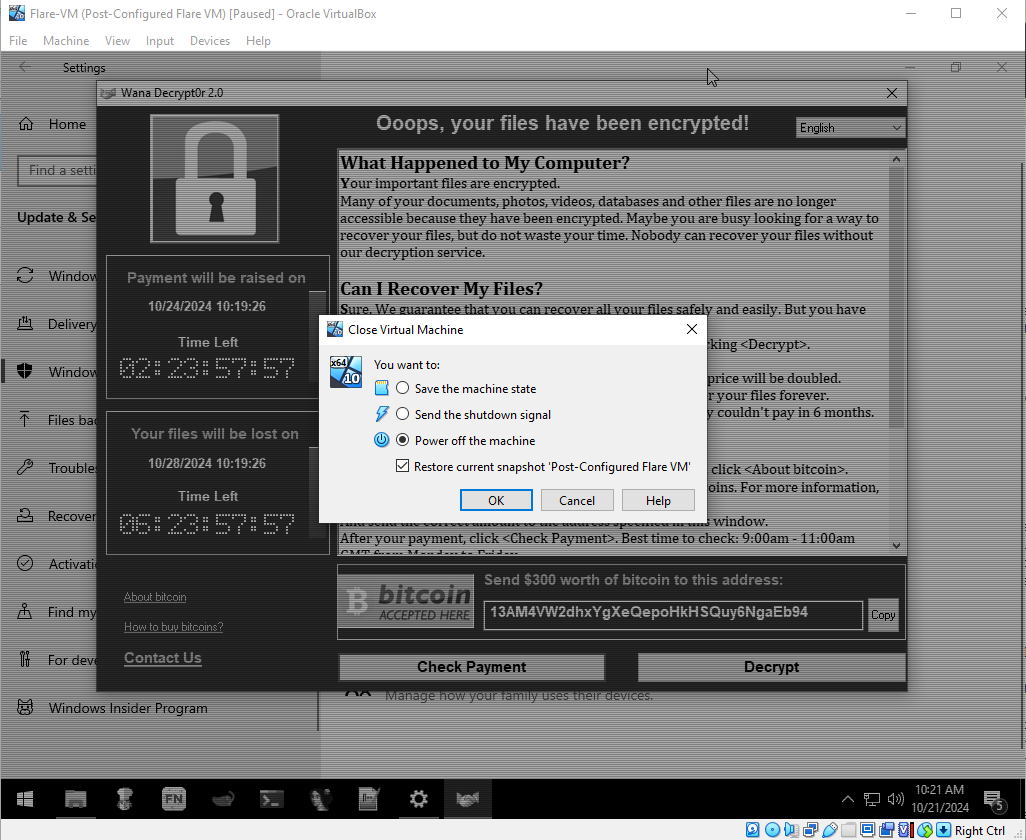 Flare-VM (Post-Configured Flare VM) [Paused] - Oracle VirtualBox
File Machine View Input Devices Help
Settings
Wana Decrypt0r 2.0
Home
Find a setti
Update & Se
Window
Delivery
Window
Files bac
Trouble
Recover
Activati
Find my
For deve
Windows Insider Program
Ooops, your files have been encrypted!
English
Payment will be raised on
10/24/2024 10:19:26
Time Left
02:23:57:57
Your files will be lost on
10/28/2024 10:19:26
Time Left
06:23:57:57
About bitcoin
How to buy bitcoins?
Contact Us
What Happened to My Computer?
Your important files are encrypted.
Many of your documents, photos, videos, databases and other files are no longer
accessible because they have been encrypted. Maybe you are busy looking for a way to
recover your files, but do not waste your time. Nobody can recover your files without
our decryption service.
Can I Recover My Files?
Sure. We guarantee that you can recover all your files safely and easily. But you have
cking <Decrypt>.
price will be doubled.
r your files forever.
y couldn't pay in 6 months.
click <About bitcoin>.
oins. For more information,
And send the correct amount to the address specified in this window.
After your payment, click <Check Payment>. Best time to check: 9:00am - 11:00am
GMT from Monday to Friday.
Close Virtual Machine
x64
10
You want to:
Save the machine state
Send the shutdown signal
Power off the machine
Restore current snapshot 'Post-Configured Flare VM'
OK Cancel Help
bitcoin
ACCEPTED HERE
Send $300 worth of bitcoin to this address:
13AM4VW2dhxYgXeQepoHkHSQuy6NgaEb94
Copy
Check Payment
Decrypt
Manage how your family uses their devices.
FN
10:21 AM
10/21/2024
5
Right Ctrl